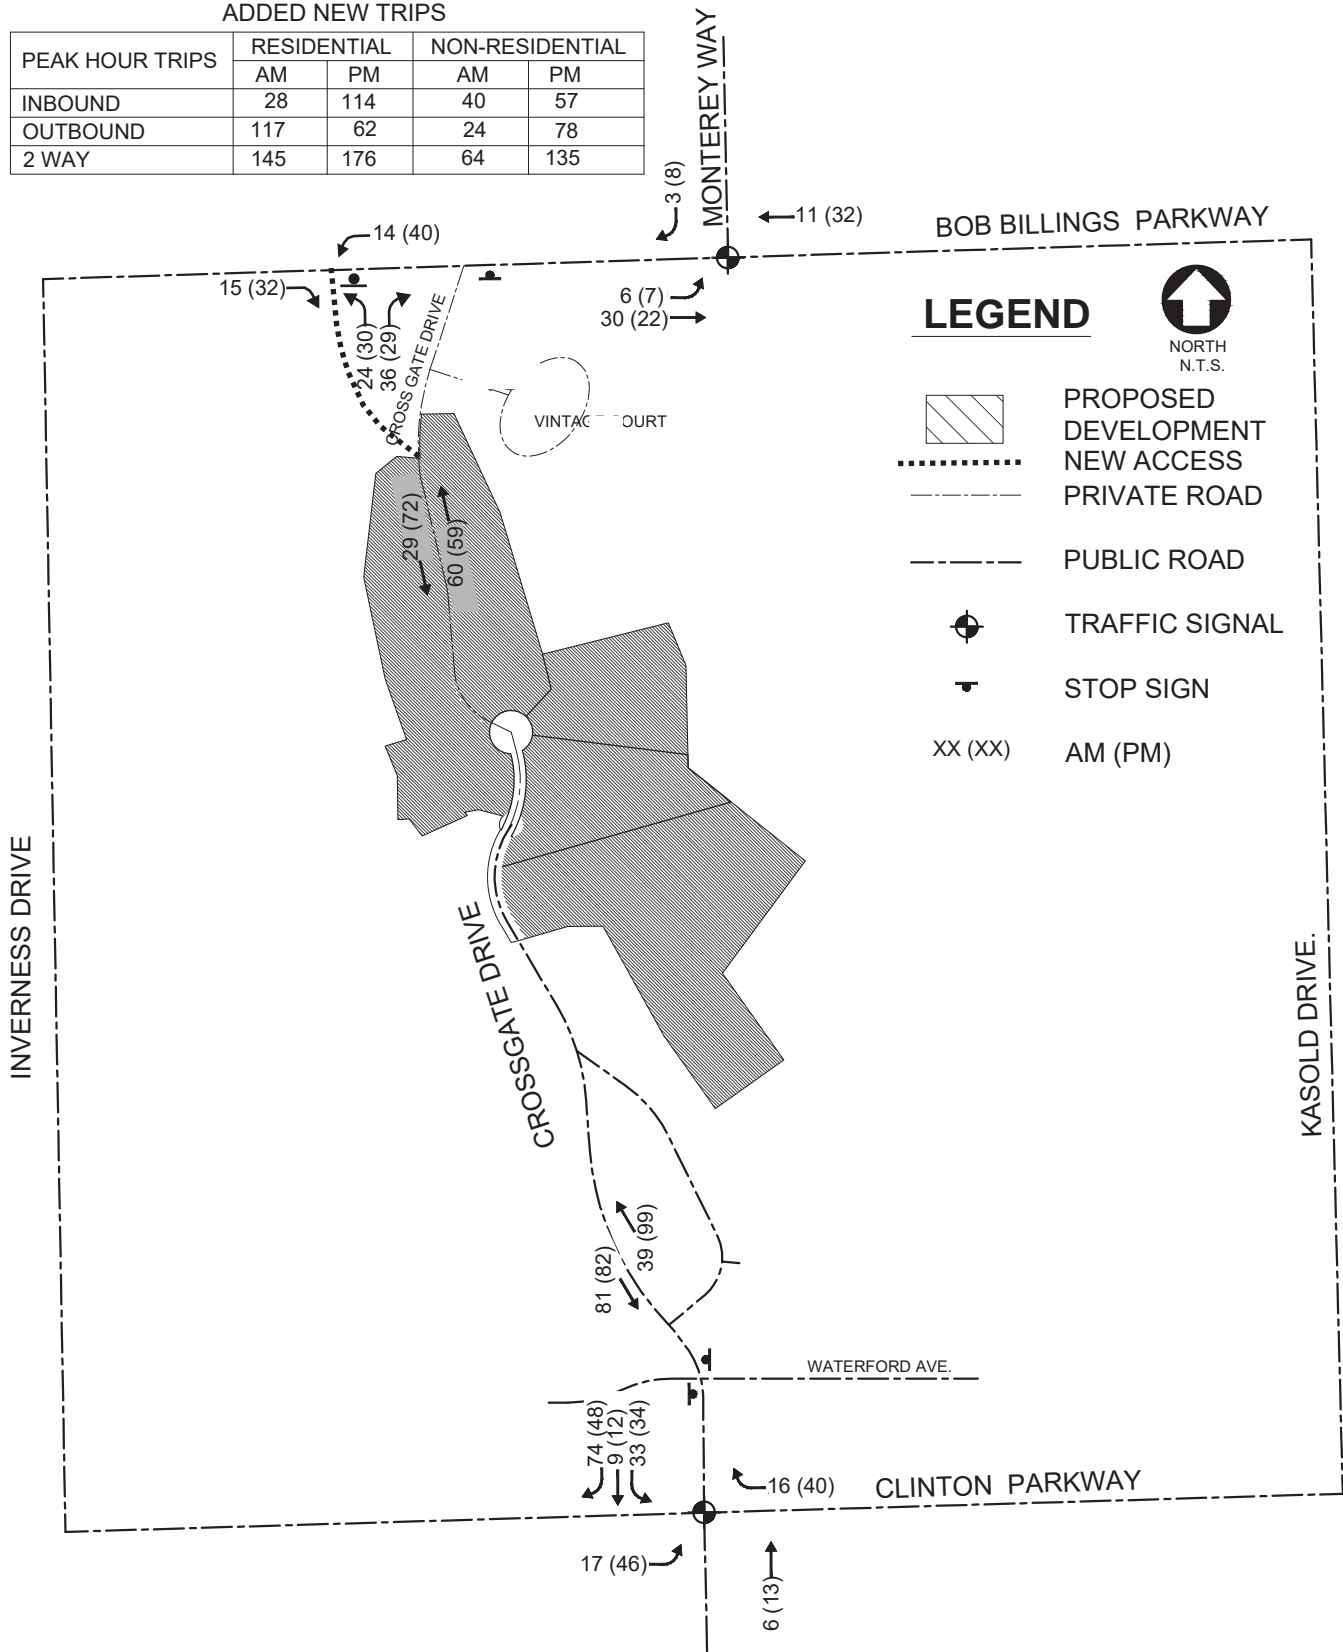 ADDED NEW TRIPS
PEAK HOUR TRIPS RESIDENTIAL NON-RESIDENTIAL
AM PM AM PM
INBOUND 28 114 40 57
OUTBOUND 117 62 24 78
2 WAY 145 176 64 135
MONTEREY WAY
3 (8)
11 (32)
BOB BILLINGS PARKWAY
14 (40)
15 (32)
6 (7)
30 (22)
24 (30)
36 (29)
CROSS GATE DRIVE
LEGEND
NORTH
N.T.S.
PROPOSED
DEVELOPMENT
NEW ACCESS
PRIVATE ROAD
PUBLIC ROAD
TRAFFIC SIGNAL
STOP SIGN
XX (XX) AM (PM)
29 (72)
60 (59)
INVERNESS DRIVE
CROSSGATE DRIVE
KASOLD DRIVE.
39 (99)
81 (82)
WATERFORD AVE.
74 (48)
9 (12)
33 (34)
16 (40)
CLINTON PARKWAY
17 (46)
6 (13)